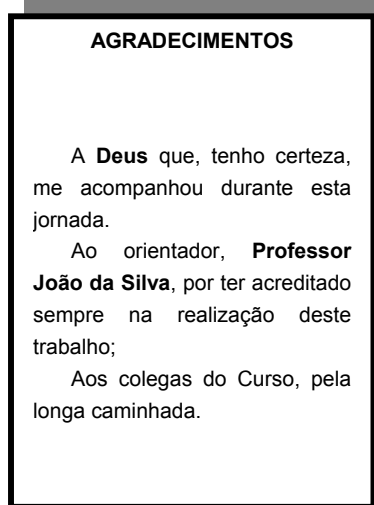 AGRADECIMENTOS
A Deus que, tenho certeza,
me acompanhou durante esta
jornada.
Ao orientador, Professor
João da Silva, por ter acreditado
sempre na realização deste
trabalho;
Aos colegas do Curso, pela
longa caminhada.